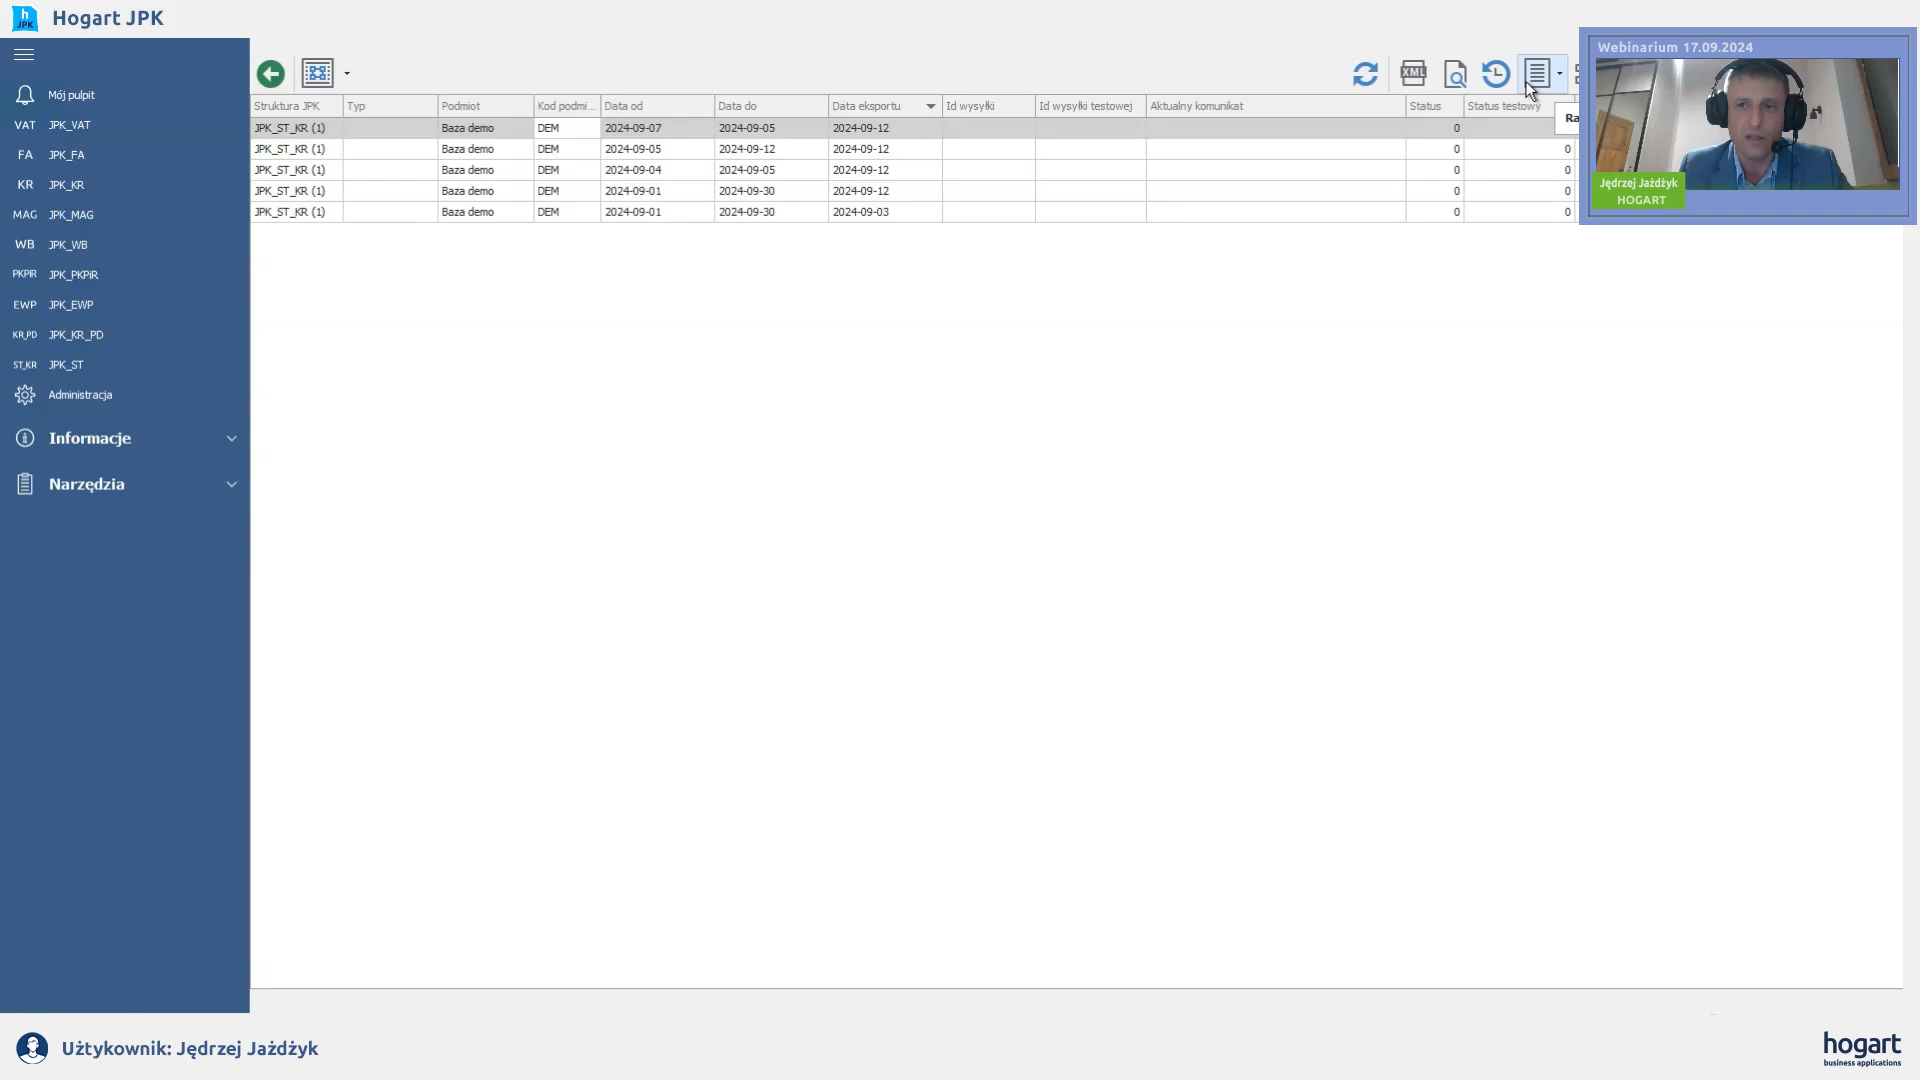 h
JPK
Hogart JPK
Webinarium 17.09.2024
Mój pulpit
VAT JPK_VAT
FA JPK_FA
KR JPK_KR
MAG JPK_MAG
WB JPK_WB
PKPiR JPK_PKPiR
EWP JPK_EWP
KR_PD JPK_KR_PD
ST_KR JPK_ST
Administracja
Informacje
Narzędzia
XML
Struktura JPK Typ Podmiot Kod podmi... Data od Data do Data eksportu Id wysyłki Id wysyłki testowej Aktualny komunikat Status Status testowy
Ra
JPK_ST_KR (1) Baza demo DEM 2024-09-07 2024-09-05 2024-09-12 0
JPK_ST_KR (1) Baza demo DEM 2024-09-05 2024-09-12 2024-09-12 0 0
JPK_ST_KR (1) Baza demo DEM 2024-09-04 2024-09-05 2024-09-12 0 0
JPK_ST_KR (1) Baza demo DEM 2024-09-01 2024-09-30 2024-09-12 0 0
JPK_ST_KR (1) Baza demo DEM 2024-09-01 2024-09-30 2024-09-03 0 0
Jędrzej Jażdżyk
HOGART
Użtykownik: Jędrzej Jażdżyk
hogart
business applications